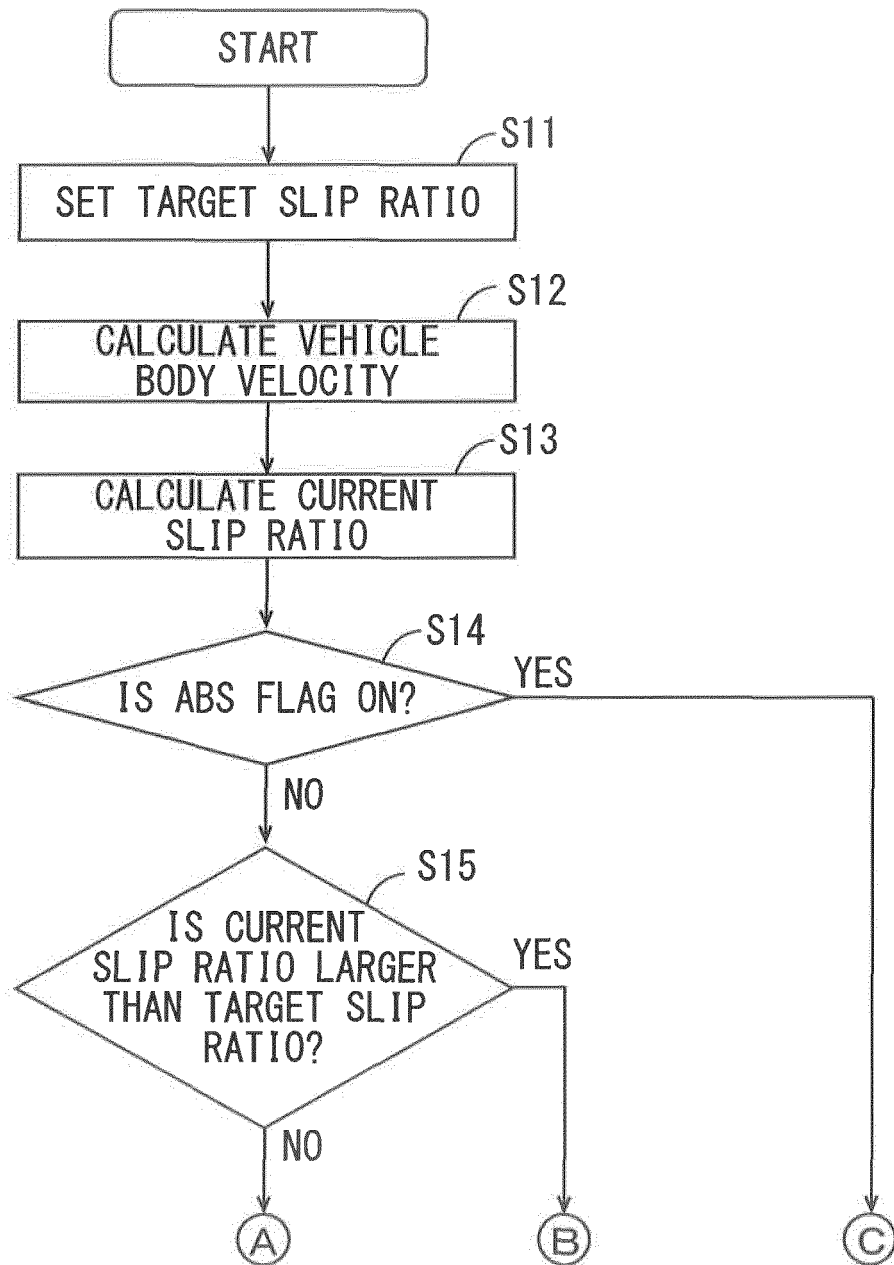 START
S11
SET TARGET SLIP RATIO
S12
CALCULATE VEHICLE
BODY VELOCITY
S13
CALCULATE CURRENT
SLIP RATIO
S14
IS ABS FLAG ON?
YES
NO
S15
IS CURRENT
SLIP RATIO LARGER
THAN TARGET SLIP
RATIO?
YES
NO
A
B
C